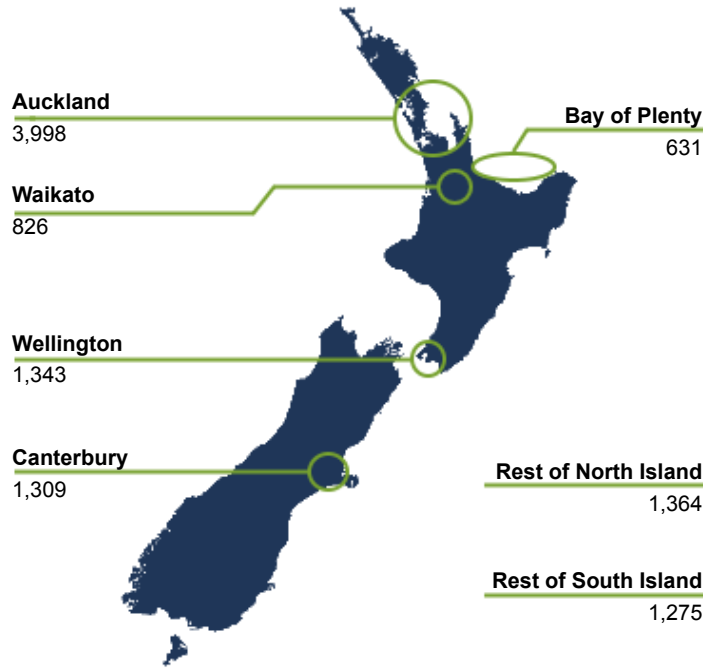 Auckland
3,998
Bay of Plenty
631
Waikato
826
Wellington
1,343
Canterbury
1,309
Rest of North Island
1,364
Rest of South Island
1,275